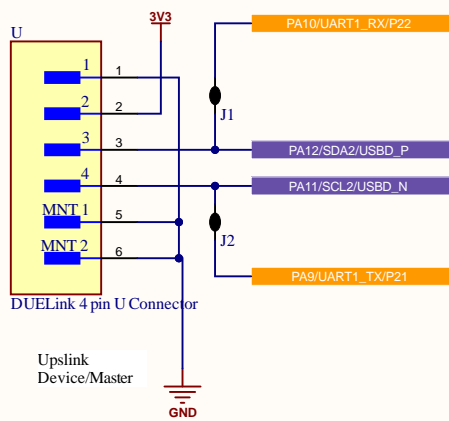 3V3
PA10/UART1_RX/P22
U
1 1
2 2
J1
3 3
PA12/SDA2/USBD_P
4 4
PA11/SCL2/USBD_N
MNT 1 5
J2
MNT 2 6
PA9/UART1_TX/P21
DUELink 4 pin U Connector
Upslink
Device/Master
GND